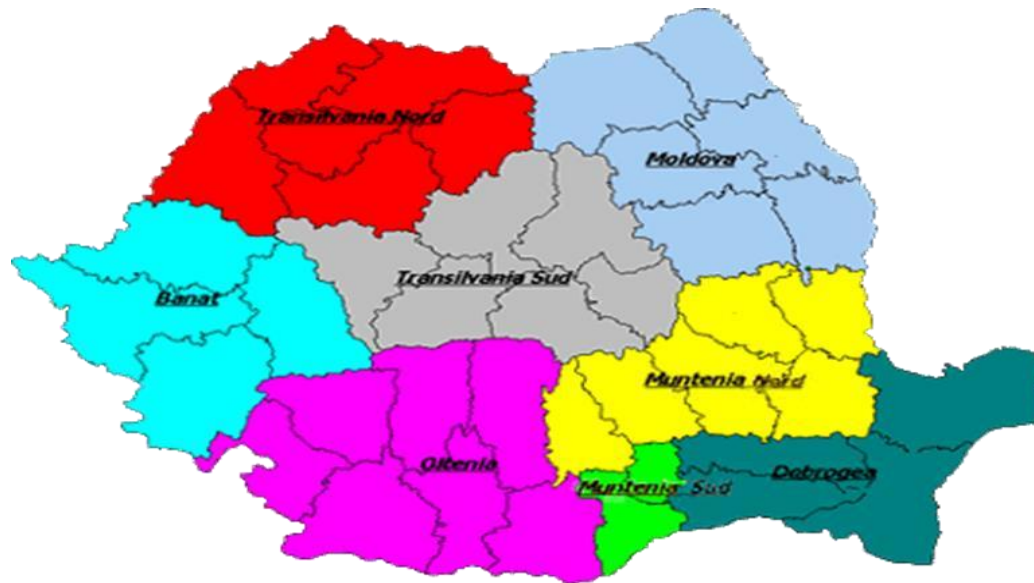 Transilvania Nord
Moldova
Transilvania Sud
Banat
Muntenia Nord
Oltenia
Dobrogea
Muntenia Sud